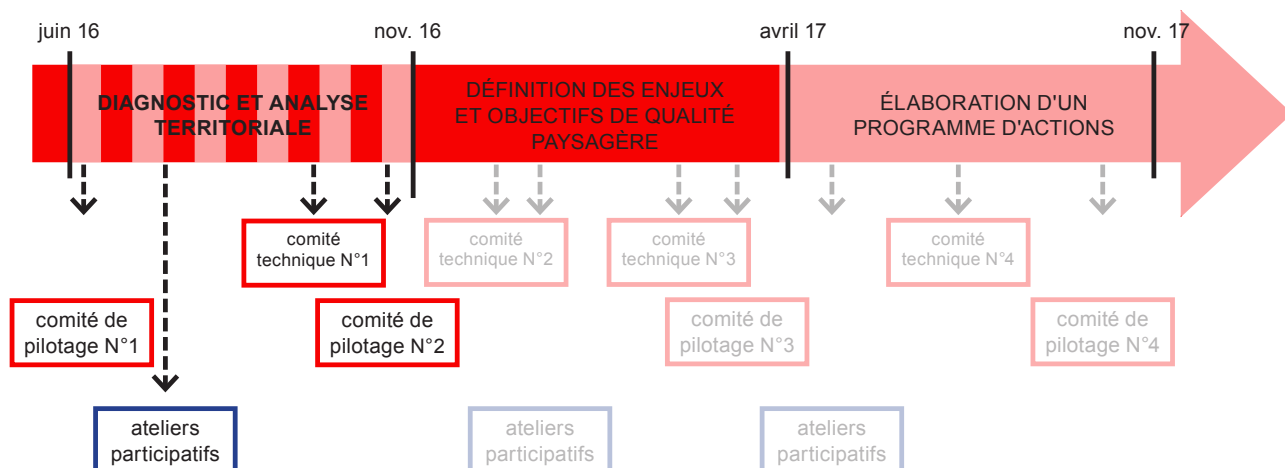 juin 16
nov. 16
avril 17
nov. 17
DIAGNOSTIC ET ANALYSE
TERRITORIALE
DÉFINITION DES ENJEUX
ET OBJECTIFS DE QUALITÉ
PAYSAGÈRE
ÉLABORATION D'UN
PROGRAMME D'ACTIONS
comité
technique N°1
comité
technique N°2
comité
technique N°3
comité
technique N°4
comité de
pilotage N°1
comité de
pilotage N°2
comité de
pilotage N°3
comité de
pilotage N°4
ateliers
participatifs
ateliers
participatifs
ateliers
participatifs